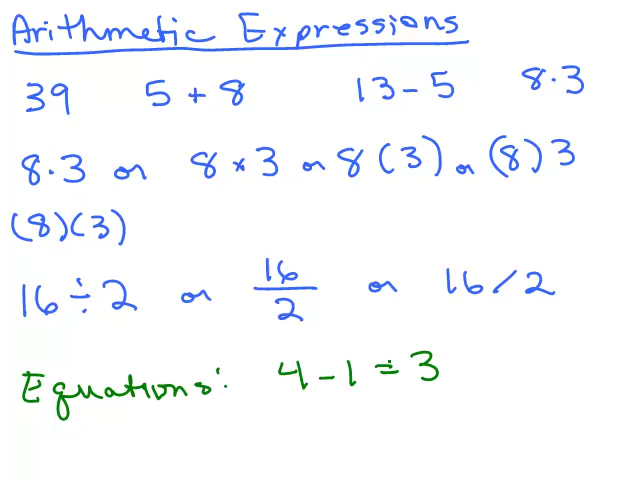 Arithmetic Expressions
39 5 + 8 13 - 5 8·3
8·3 or 8 × 3 or 8 (3) or (8) 3
(8)(3)
16 ÷ 2 or 16/2 or 16 / 2
Equations: 4 - 1 = 3